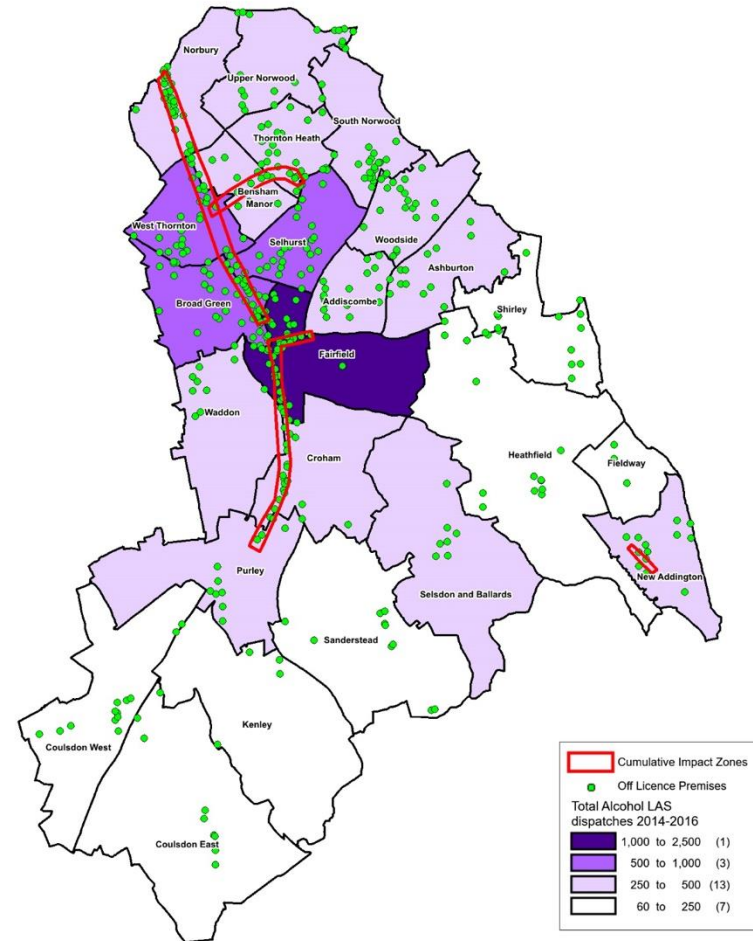 Norbury
Upper Norwood
South Norwood
Thornton Heath
Bensham
Manor
West Thornton
Selhurst
Woodside
Ashburton
Broad Green
Addiscombe
Shirley
Fairfield
Waddon
Croham
Heathfield
Fieldway
New Addington
Purley
Selsdon and Ballards
Sanderstead
Kenley
Coulsdon West
Coulsdon East
Cumulative Impact Zones
Off Licence Premises
Total Alcohol LAS
dispatches 2014-2016
1,000 to 2,500 (1)
500 to 1,000 (3)
250 to 500 (13)
60 to 250 (7)